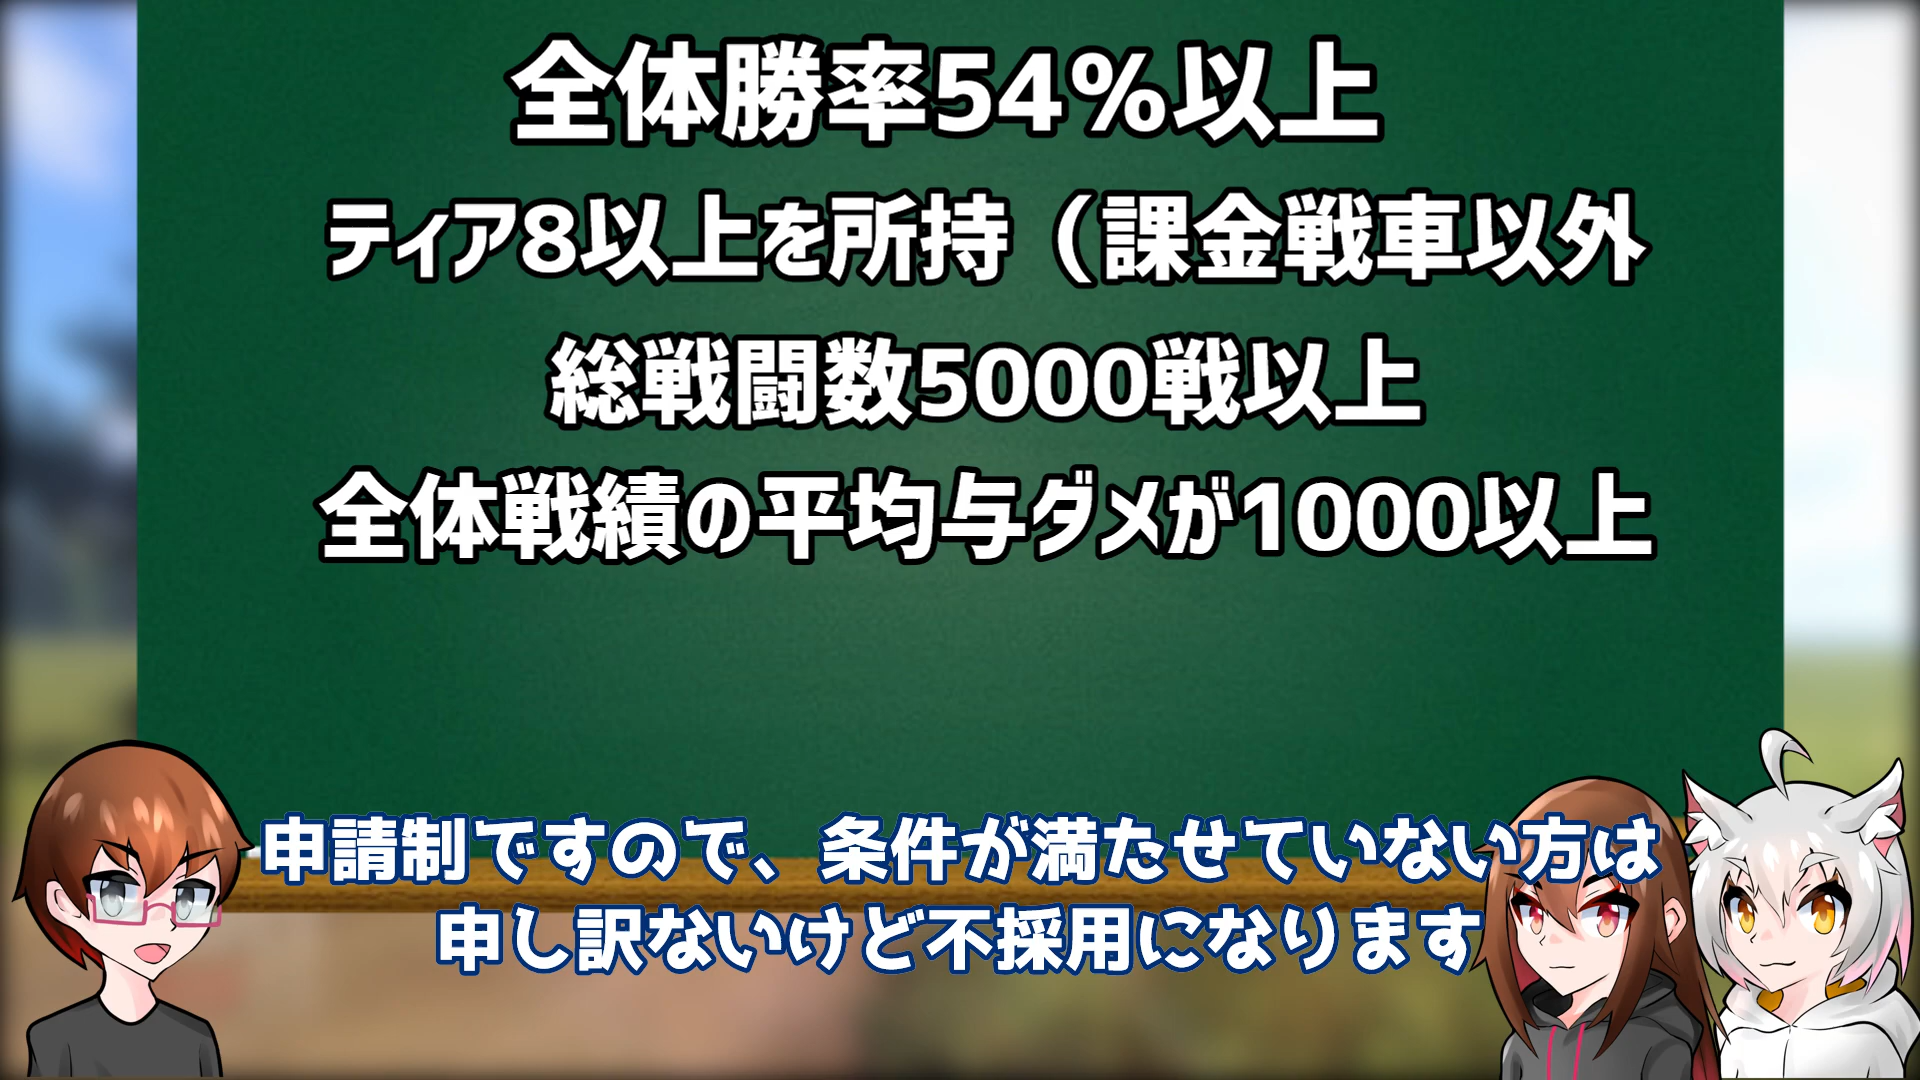 全体勝率54%以上
ティア8以上を所持（課金戦車以外
総戦闘数5000戦以上
全体戦績の平均与ダメが1000以上
申請制ですので、条件が満たせていない方は
申し訳ないけど不採用になります